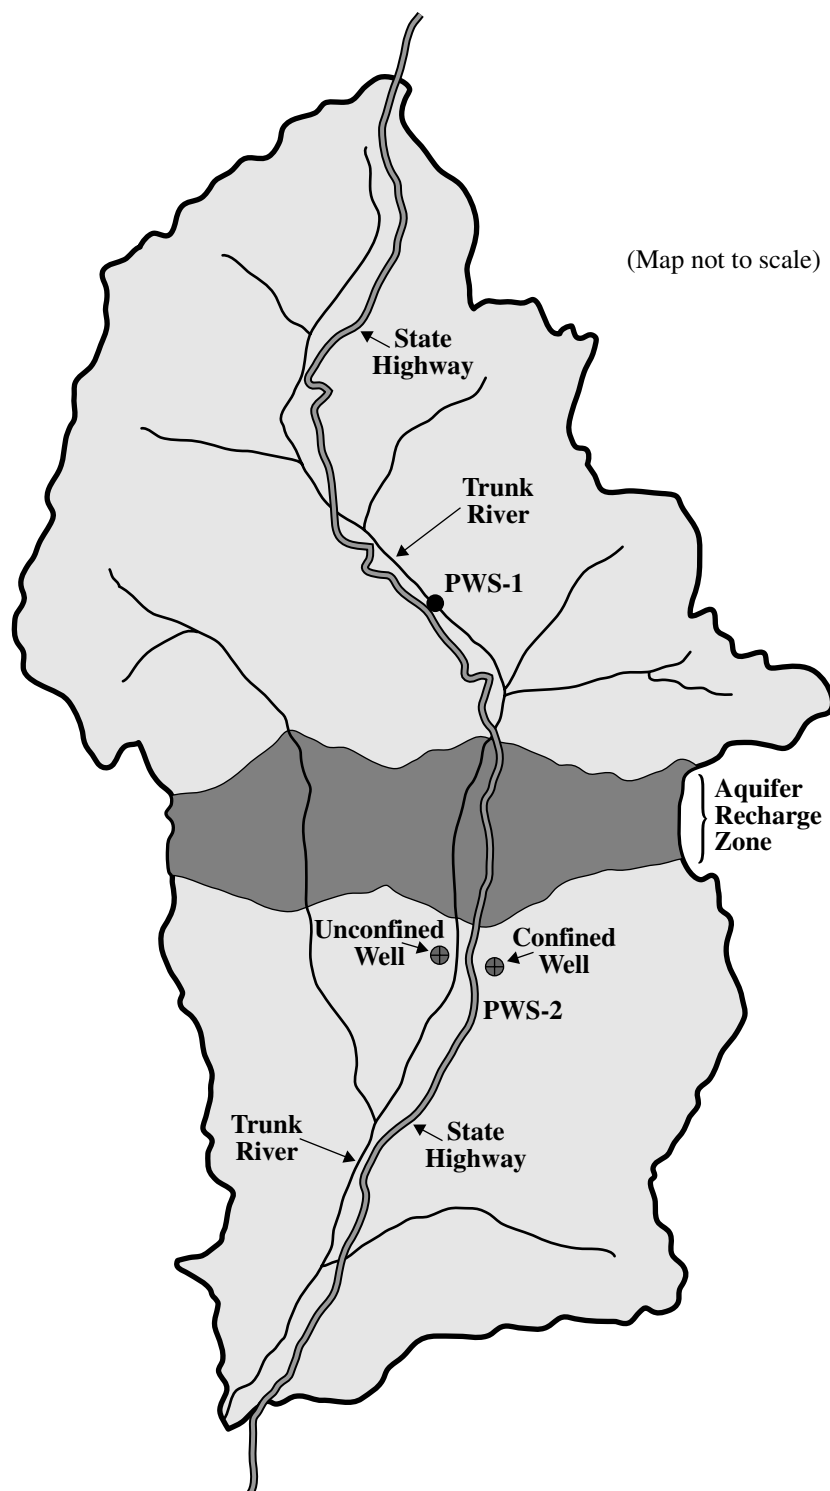 (Map not to scale)
State
Highway
Trunk
River
PWS-1
Aquifer
Recharge
Zone
Unconfined
Well
Confined
Well
PWS-2
Trunk
River
State
Highway